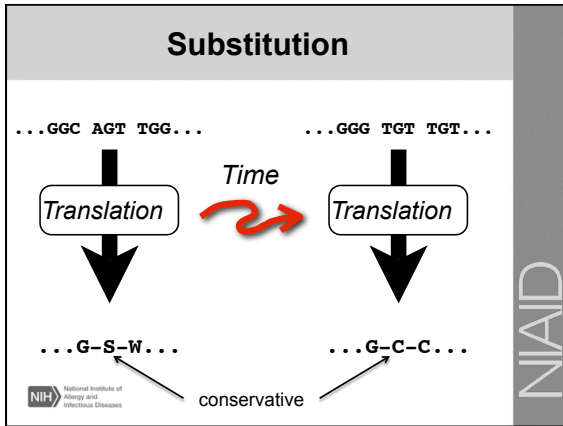 Substitution
...GGC AGT TGG...
...GGG TGT TGT...
Time
Translation
Translation
...G-S-W...
...G-C-C...
conservative
NIH
National Institute of
Allergy and
Infectious Diseases
NIAID